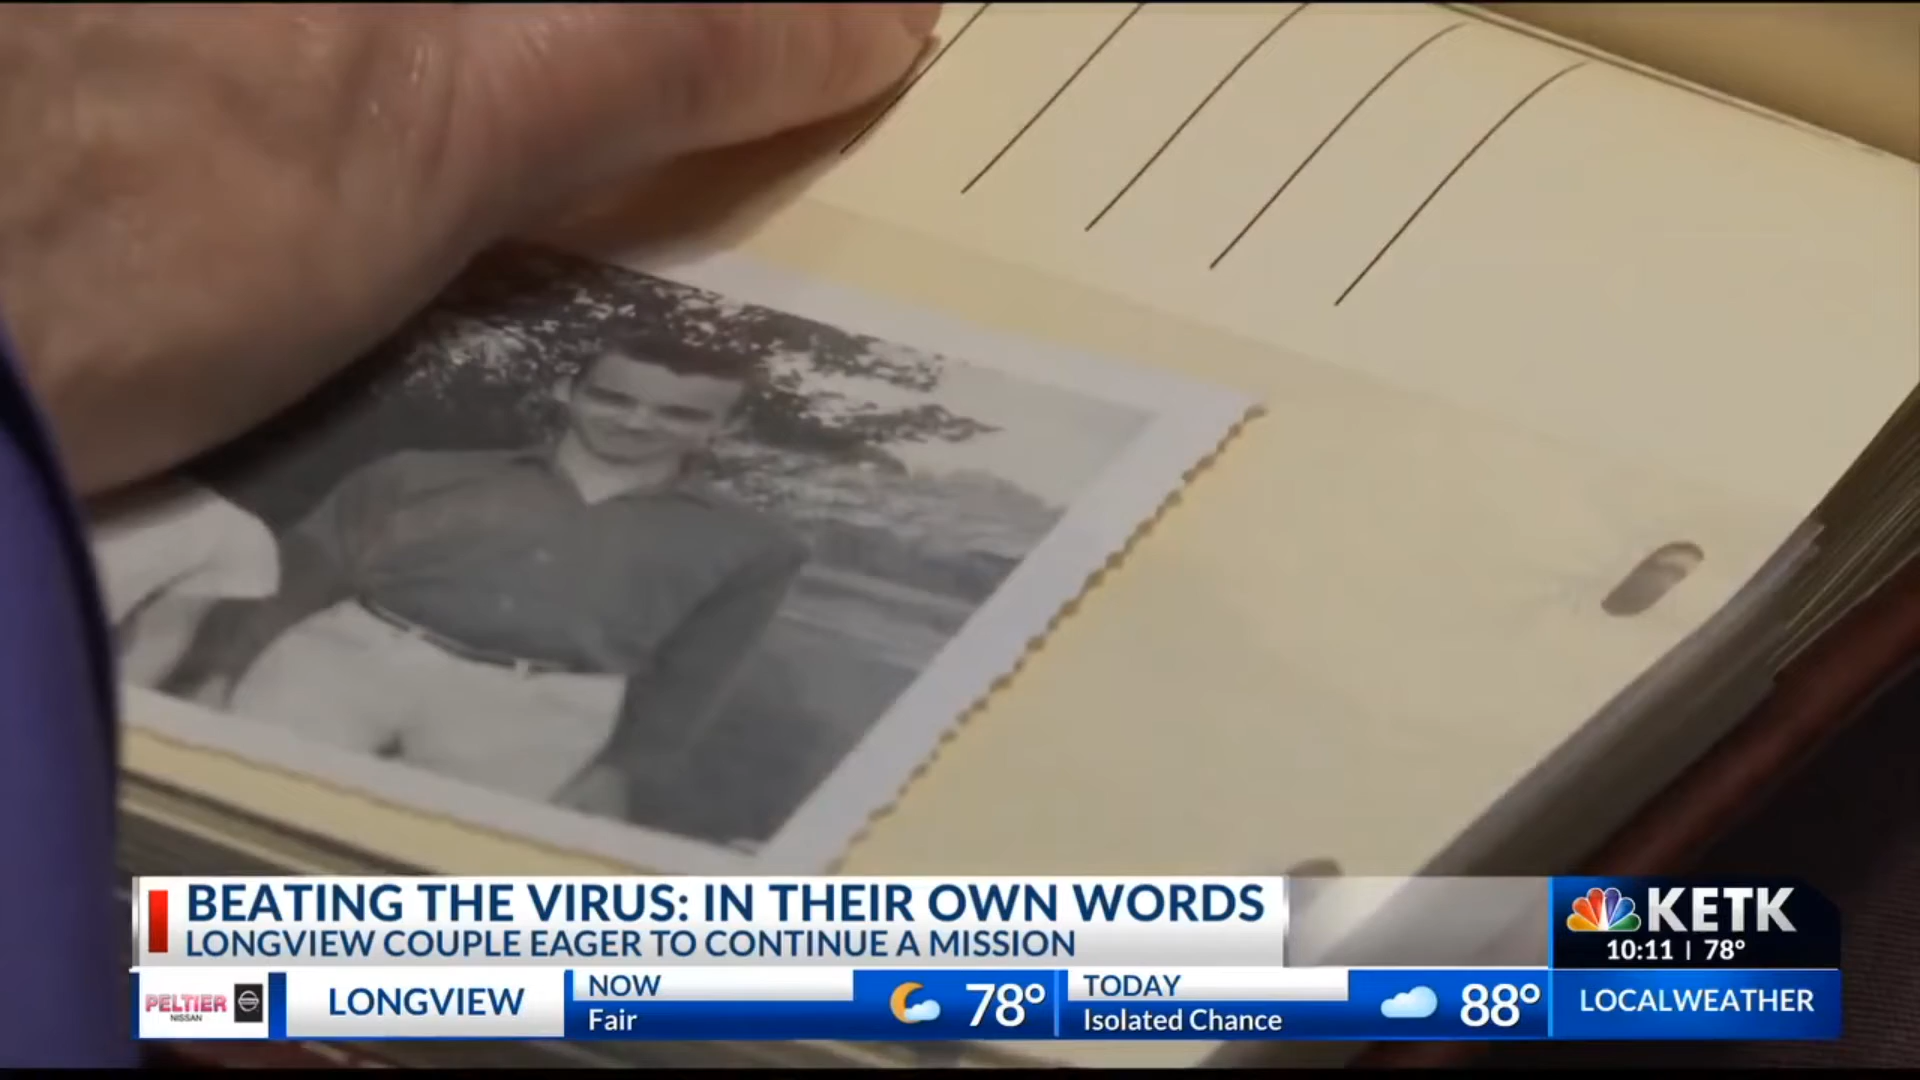 BEATING THE VIRUS: IN THEIR OWN WORDS
LONGVIEW COUPLE EAGER TO CONTINUE A MISSION
KETK
10:11 | 78°
PELTIER
NISSAN
LONGVIEW
NOW
Fair
78°
TODAY
Isolated Chance
88°
LOCALWEATHER